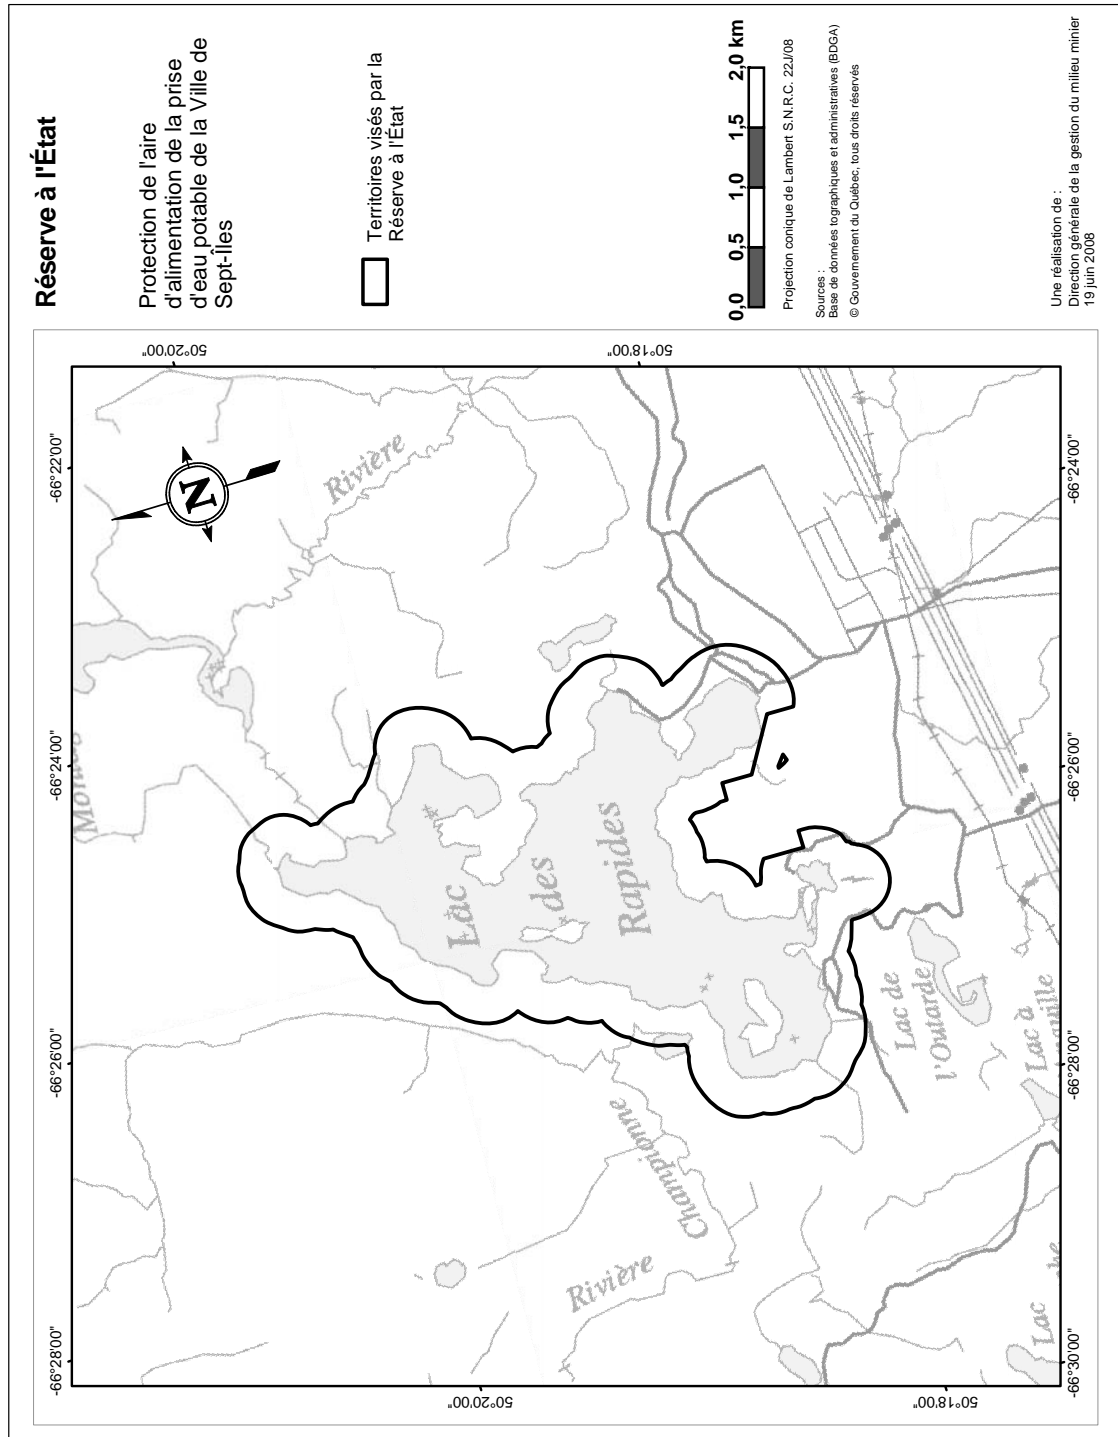 Réserve à l'État
Protection de l'aire
d'alimentation de la prise
d'eau potable de la Ville de
Sept-Îles
Territoires visés par la
Réserve à l'État
0,0 0,5 1,0 1,5 2,0 km
Projection conique de Lambert S.N.R.C. 22J/08
Sources :
Base de données tographiques et administratives (BDGA)
© Gouvernement du Québec, tous droits réservés
Une réalisation de :
Direction générale de la gestion du milieu minier
19 juin 2008
-66°28'00" -66°26'00" -66°24'00" -66°22'00"
50°20'00"
50°18'00"
50°20'00"
50°18'00"
-66°30'00" -66°28'00" -66°26'00" -66°24'00"
N
Rivière
Lac
des
Rapides
Rivière
Championne
Lac de
l'Outarde
Lac à
Lac